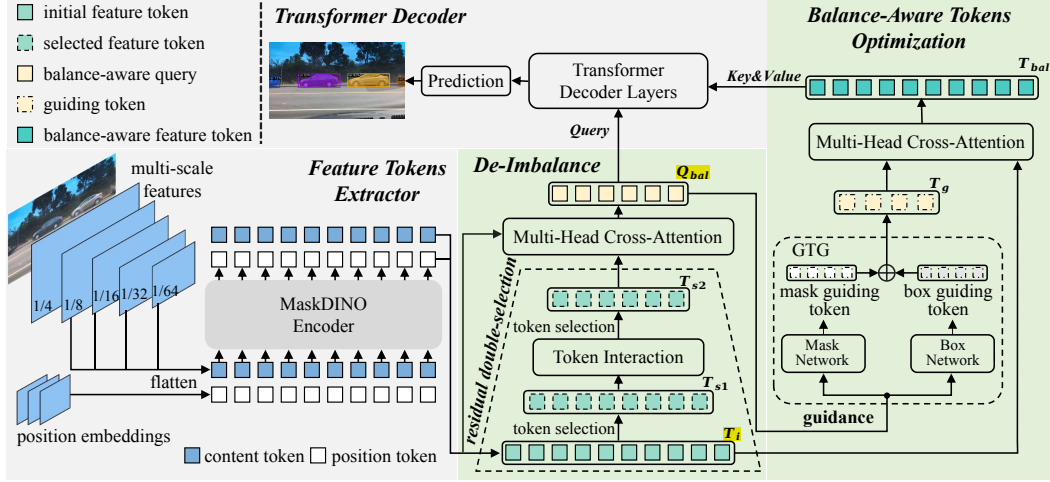 initial feature token
selected feature token
balance-aware query
guiding token
balance-aware feature token
Transformer Decoder
Prediction
Transformer
Decoder Layers
Key&Value
Query
Balance-Aware Tokens
Optimization
T_bal
Multi-Head Cross-Attention
T_g
GTG
mask guiding
token
box guiding
token
Mask
Network
Box
Network
guidance
multi-scale
features
Feature Tokens
Extractor
1/4
1/8
1/16
1/32
1/64
MaskDINO
Encoder
flatten
position embeddings
content token
position token
De-Imbalance
Q_bal
Multi-Head Cross-Attention
residual double-selection
T_s2
token selection
Token Interaction
T_s1
token selection
T_i